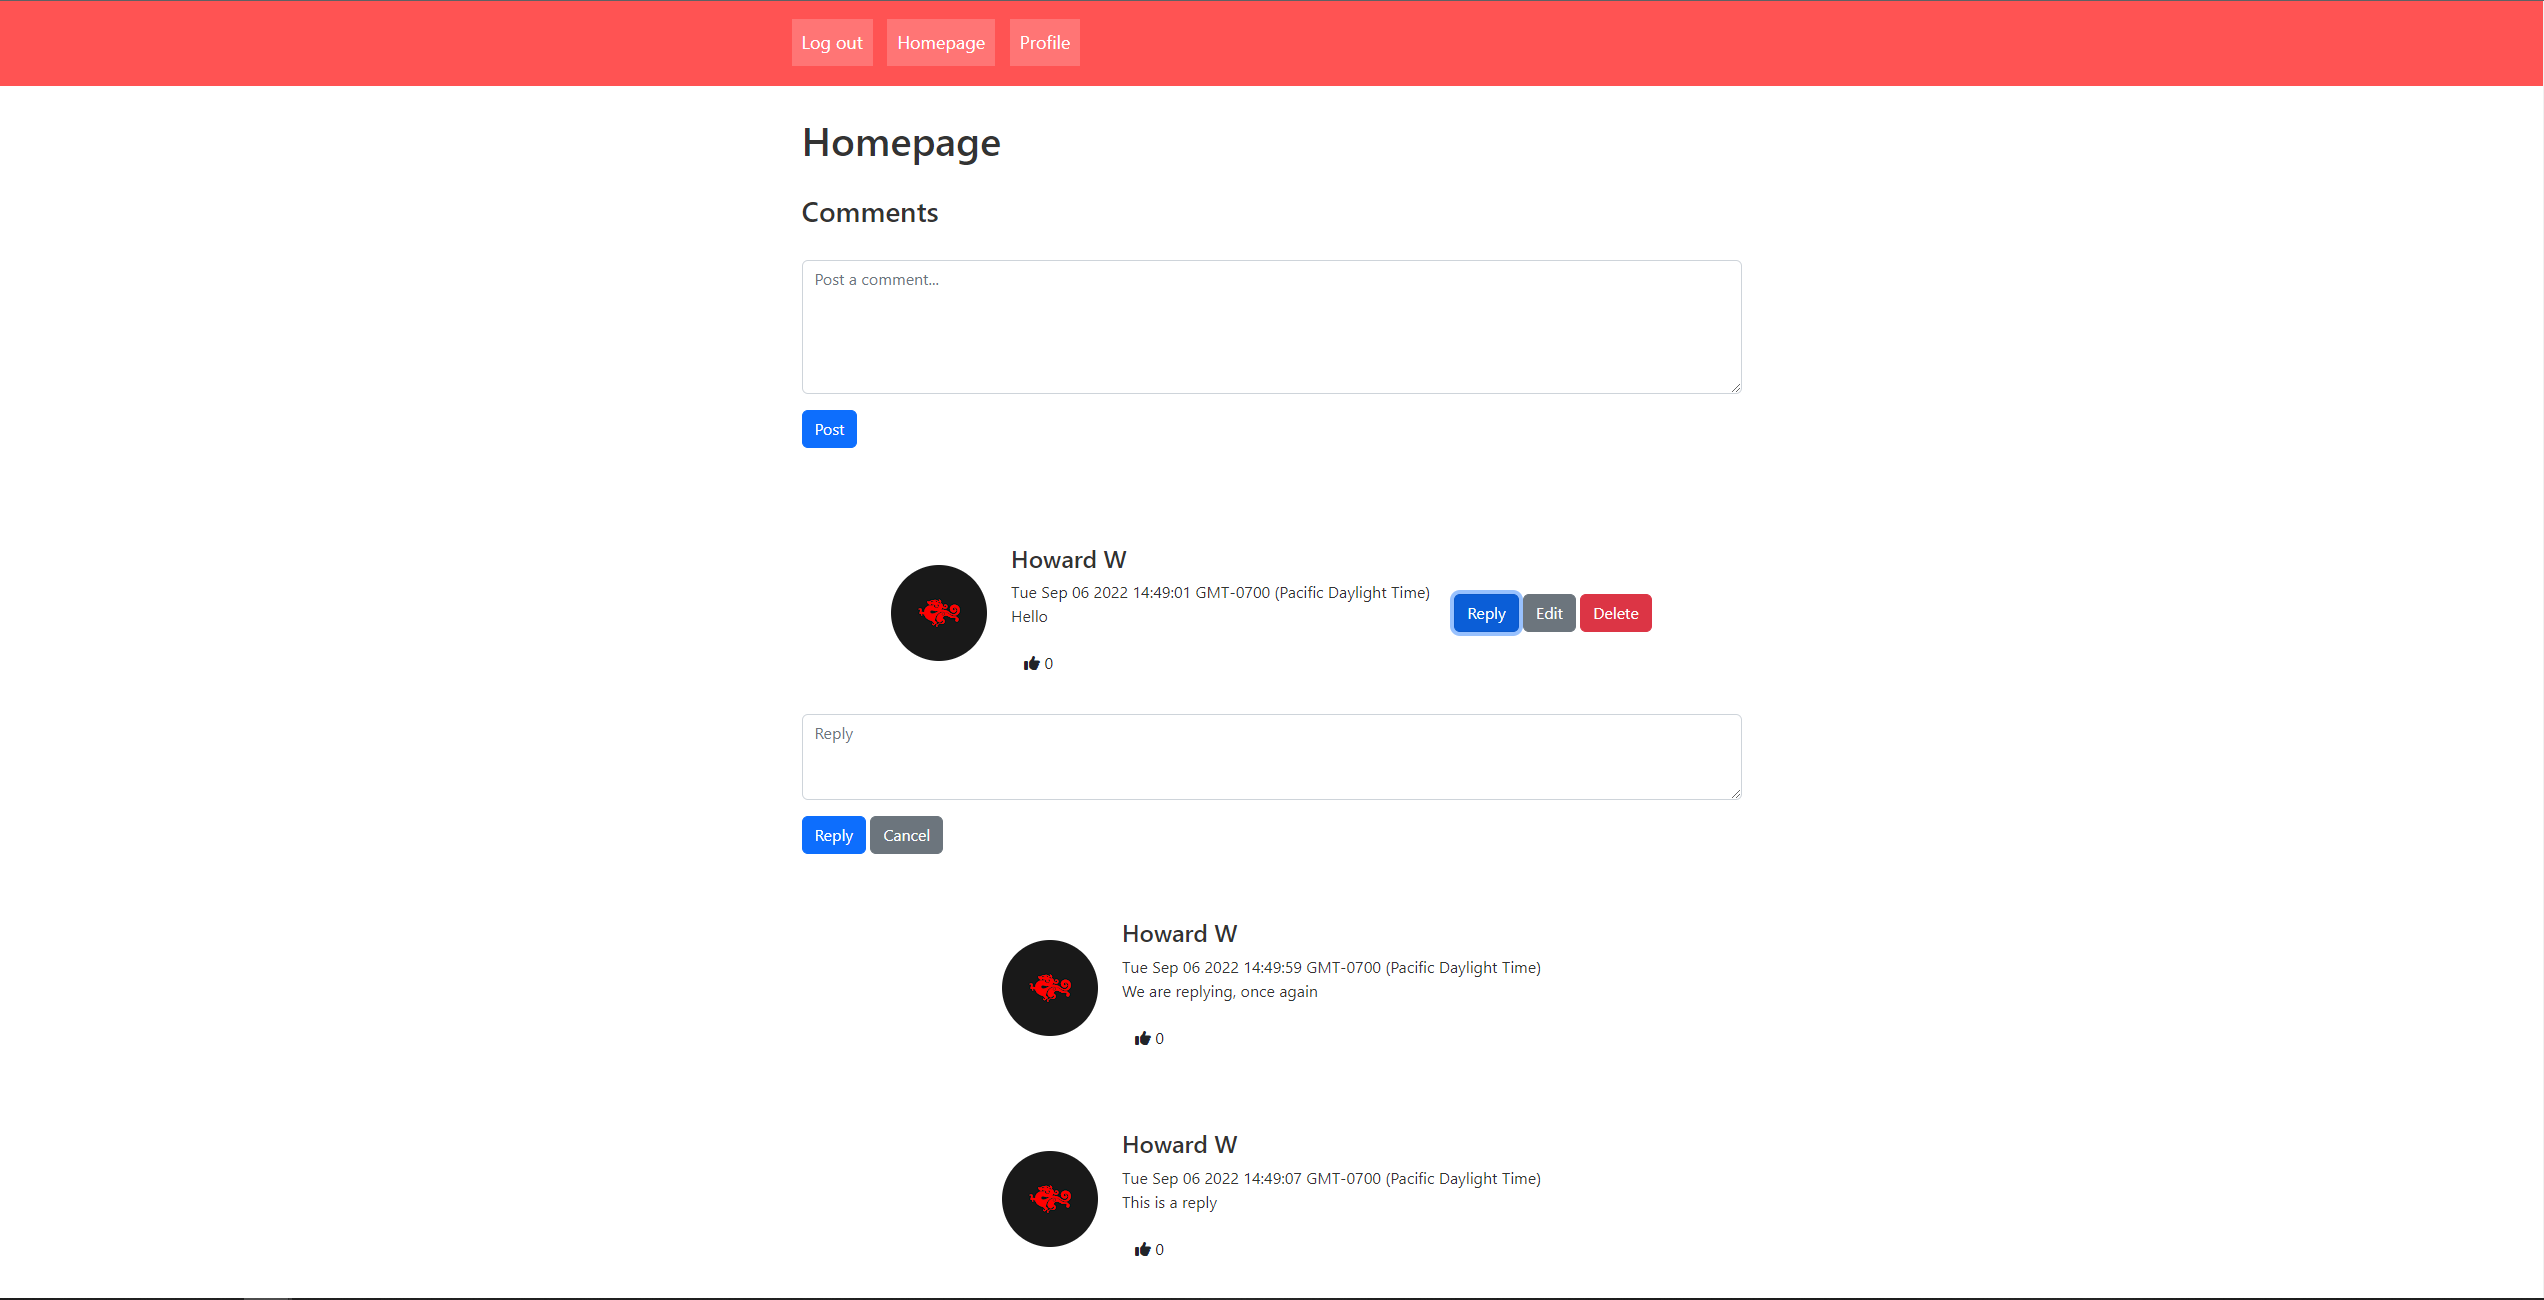 Log out Homepage Profile
Homepage
Comments
Post a comment...
Post
Howard W
Tue Sep 06 2022 14:49:01 GMT-0700 (Pacific Daylight Time)
Hello
Reply Edit Delete
0
Reply
Reply Cancel
Howard W
Tue Sep 06 2022 14:49:59 GMT-0700 (Pacific Daylight Time)
We are replying, once again
0
Howard W
Tue Sep 06 2022 14:49:07 GMT-0700 (Pacific Daylight Time)
This is a reply
0